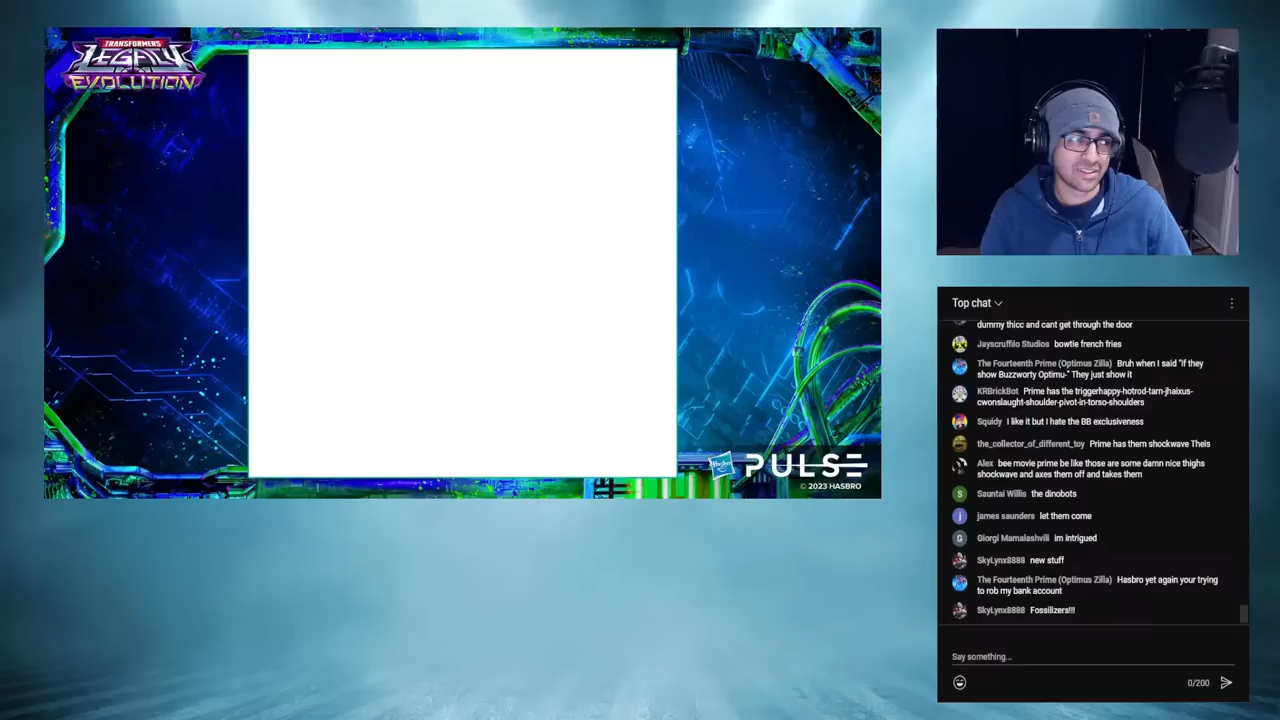 TRANSFORMERS
LEGACY
EVOLUTION
Hasbro
PULSE
© 2023 HASBRO
Top chat
dummy thicc and cant get through the door
Jayscruffilo Studios bowtie french fries
The Fourteenth Prime (Optimus Zilla) Bruh when I said "if they
show Buzzworty Optimu-" They just show it
KRBrickBot Prime has the triggerhappy-hotrod-tarn-jhaixus-
cwonslaught-shoulder-pivot-in-torso-shoulders
Squidy I like it but I hate the BB exclusiveness
the_collector_of_different_toy Prime has them shockwave Theis
Alex bee movie prime be like those are some damn nice thighs
shockwave and axes them off and takes them
S Sauntai Willis the dinobots
j james saunders let them come
G Giorgi Mamalashvili im intrigued
SkyLynx8888 new stuff
The Fourteenth Prime (Optimus Zilla) Hasbro yet again your trying
to rob my bank account
SkyLynx8888 Fossilizers!!!
Say something...
0/200